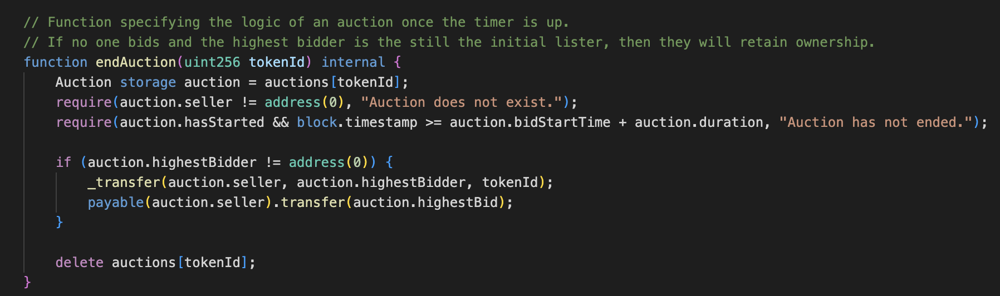 // Function specifying the logic of an auction once the timer is up.
// If no one bids and the highest bidder is the still the initial lister, then they will retain ownership.
function endAuction(uint256 tokenId) internal {
    Auction storage auction = auctions[tokenId];
    require(auction.seller != address(0), "Auction does not exist.");
    require(auction.hasStarted && block.timestamp >= auction.bidStartTime + auction.duration, "Auction has not ended.");
    if (auction.highestBidder != address(0)) {
        _transfer(auction.seller, auction.highestBidder, tokenId);
        payable(auction.seller).transfer(auction.highestBid);
    }
    delete auctions[tokenId];
}